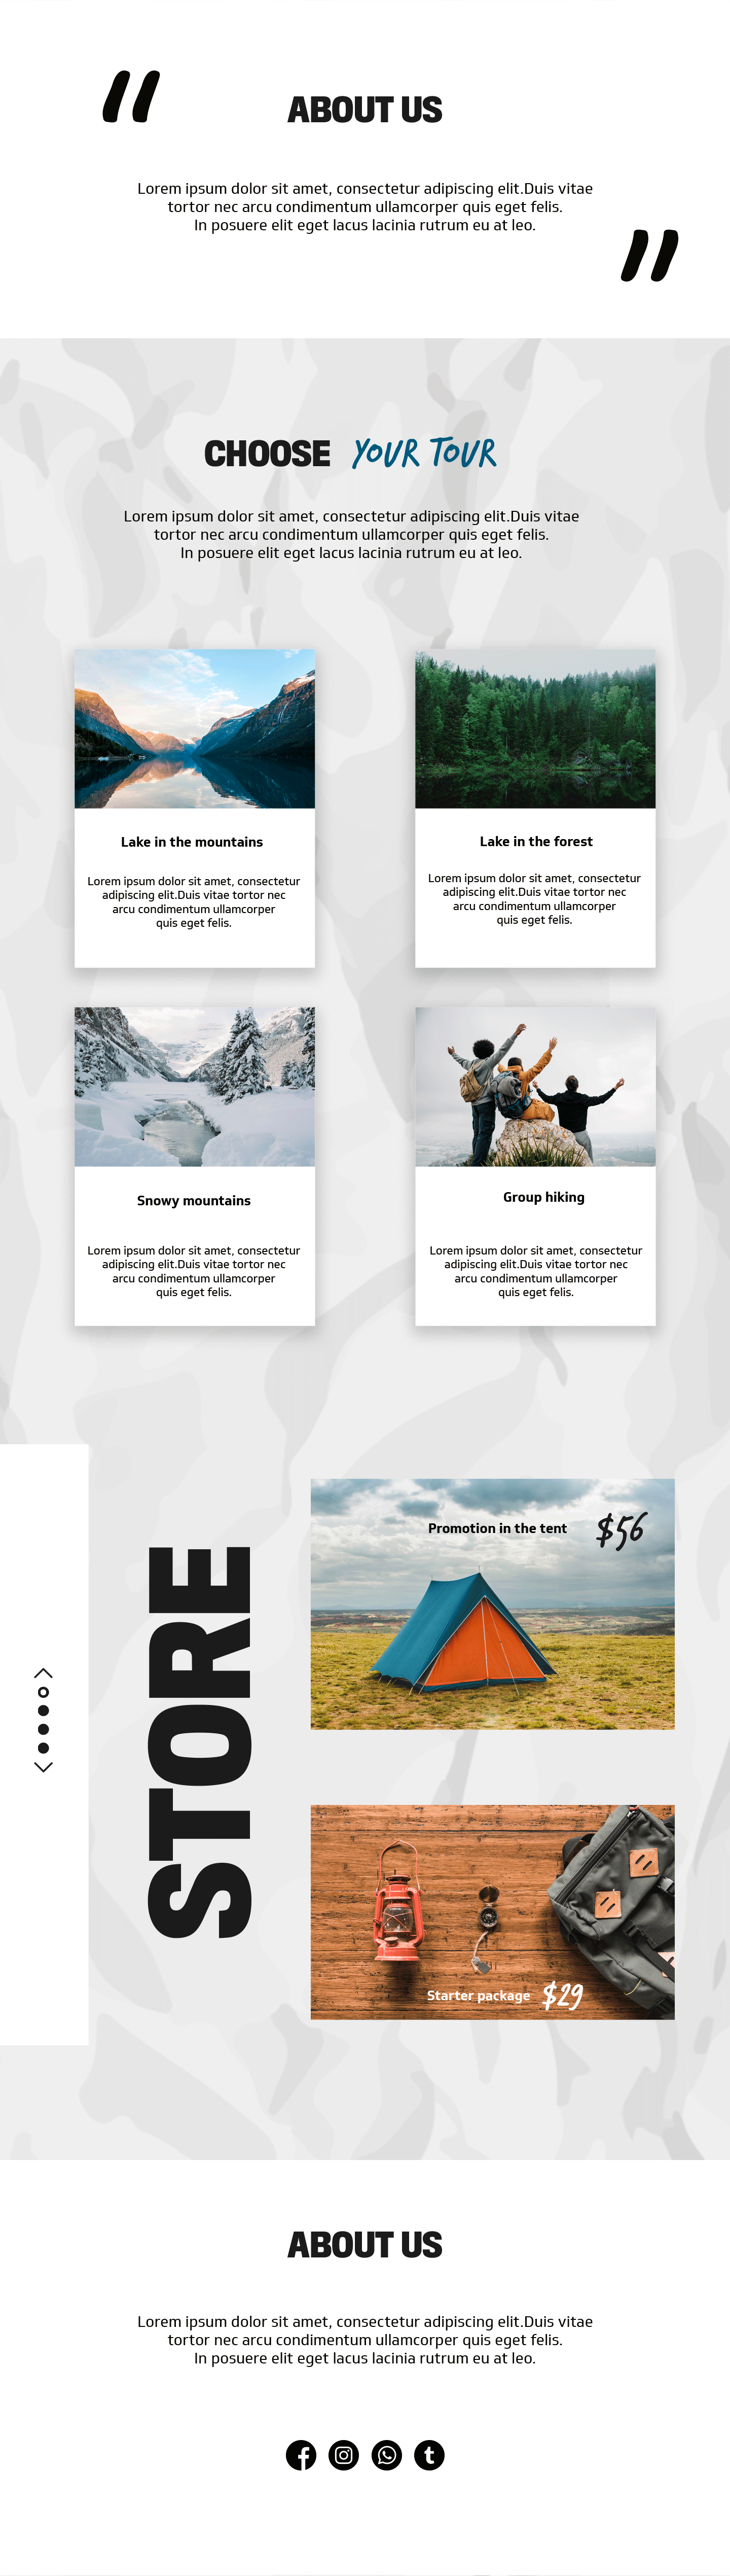 "
ABOUT US
Lorem ipsum dolor sit amet, consectetur adipiscing elit.Duis vitae
tortor nec arcu condimentum ullamcorper quis eget felis.
In posuere elit eget lacus lacinia rutrum eu at leo.
"
CHOOSE YOUR TOUR
Lorem ipsum dolor sit amet, consectetur adipiscing elit.Duis vitae
tortor nec arcu condimentum ullamcorper quis eget felis.
In posuere elit eget lacus lacinia rutrum eu at leo.
Lake in the mountains
Lorem ipsum dolor sit amet, consectetur
adipiscing elit.Duis vitae tortor nec
arcu condimentum ullamcorper
quis eget felis.
Lake in the forest
Lorem ipsum dolor sit amet, consectetur
adipiscing elit.Duis vitae tortor nec
arcu condimentum ullamcorper
quis eget felis.
Snowy mountains
Lorem ipsum dolor sit amet, consectetur
adipiscing elit.Duis vitae tortor nec
arcu condimentum ullamcorper
quis eget felis.
Group hiking
Lorem ipsum dolor sit amet, consectetur
adipiscing elit.Duis vitae tortor nec
arcu condimentum ullamcorper
quis eget felis.
STORE
Promotion in the tent $56
Starter package $29
ABOUT US
Lorem ipsum dolor sit amet, consectetur adipiscing elit.Duis vitae
tortor nec arcu condimentum ullamcorper quis eget felis.
In posuere elit eget lacus lacinia rutrum eu at leo.